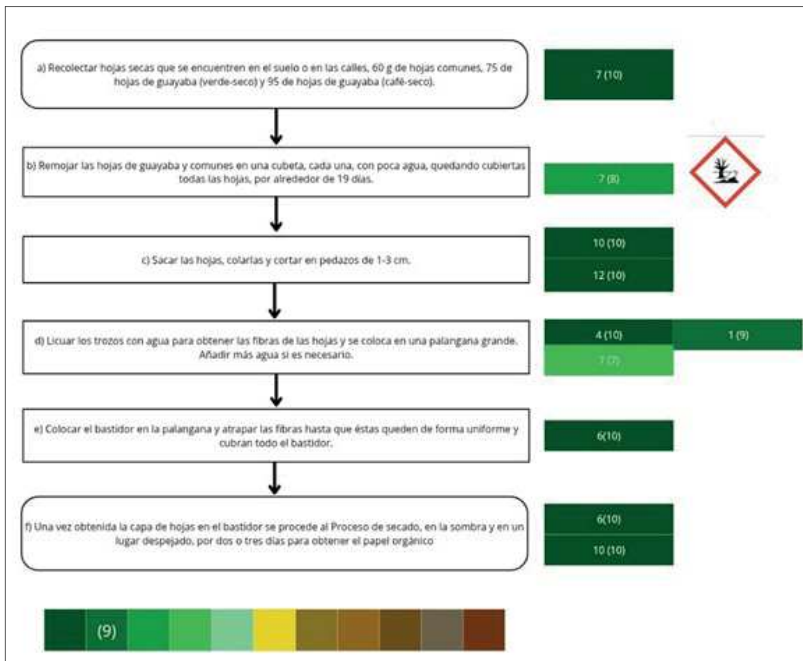 a) Recolectar hojas secas que se encuentren en el suelo o en las calles, 60 g de hojas comunes, 75 de
hojas de guayaba (verde-seco) y 95 de hojas de guayaba (café-seco).
7 (10)
b) Remojar las hojas de guayaba y comunes en una cubeta, cada una, con poca agua, quedando cubiertas
todas las hojas, por alrededor de 19 días.
7 (8)
c) Sacar las hojas, colarlas y cortar en pedazos de 1-3 cm.
10 (10)
12 (10)
d) Licuar los trozos con agua para obtener las fibras de las hojas y se coloca en una palangana grande.
Añadir más agua si es necesario.
4 (10)
1 (9)
7 (7)
e) Colocar el bastidor en la palangana y atrapar las fibras hasta que éstas queden de forma uniforme y
cubran todo el bastidor.
6(10)
f) Una vez obtenida la capa de hojas en el bastidor se procede al Proceso de secado, en la sombra y en un
lugar despejado, por dos o tres días para obtener el papel orgánico
6(10)
10 (10)
(9)